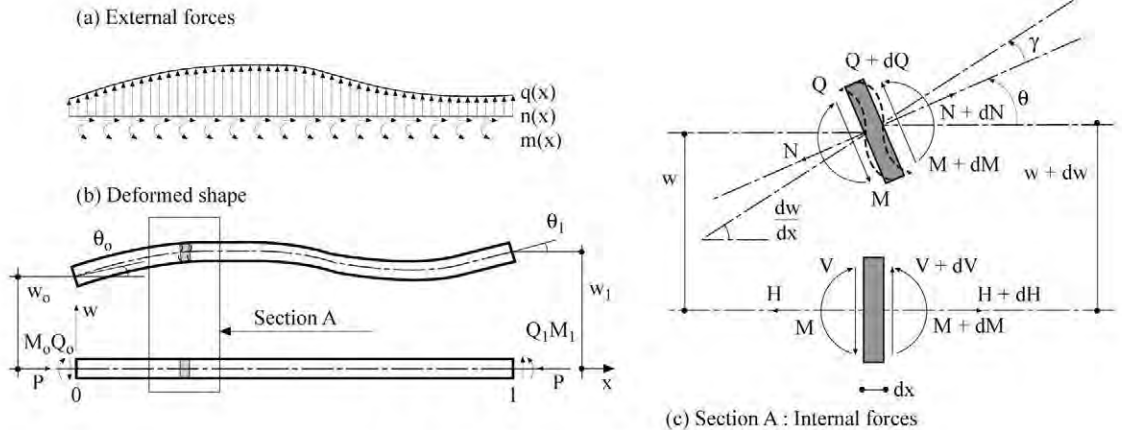 (a) External forces
q(x)
n(x)
m(x)
(b) Deformed shape
θo
θ1
wo
w
w1
Section A
MoQo
Q1M1
P
P
x
0
1
γ
Q + dQ
Q
θ
N + dN
N
w
M + dM
w + dw
M
dw
dx
V
V + dV
H
H + dH
M
M + dM
dx
(c) Section A : Internal forces